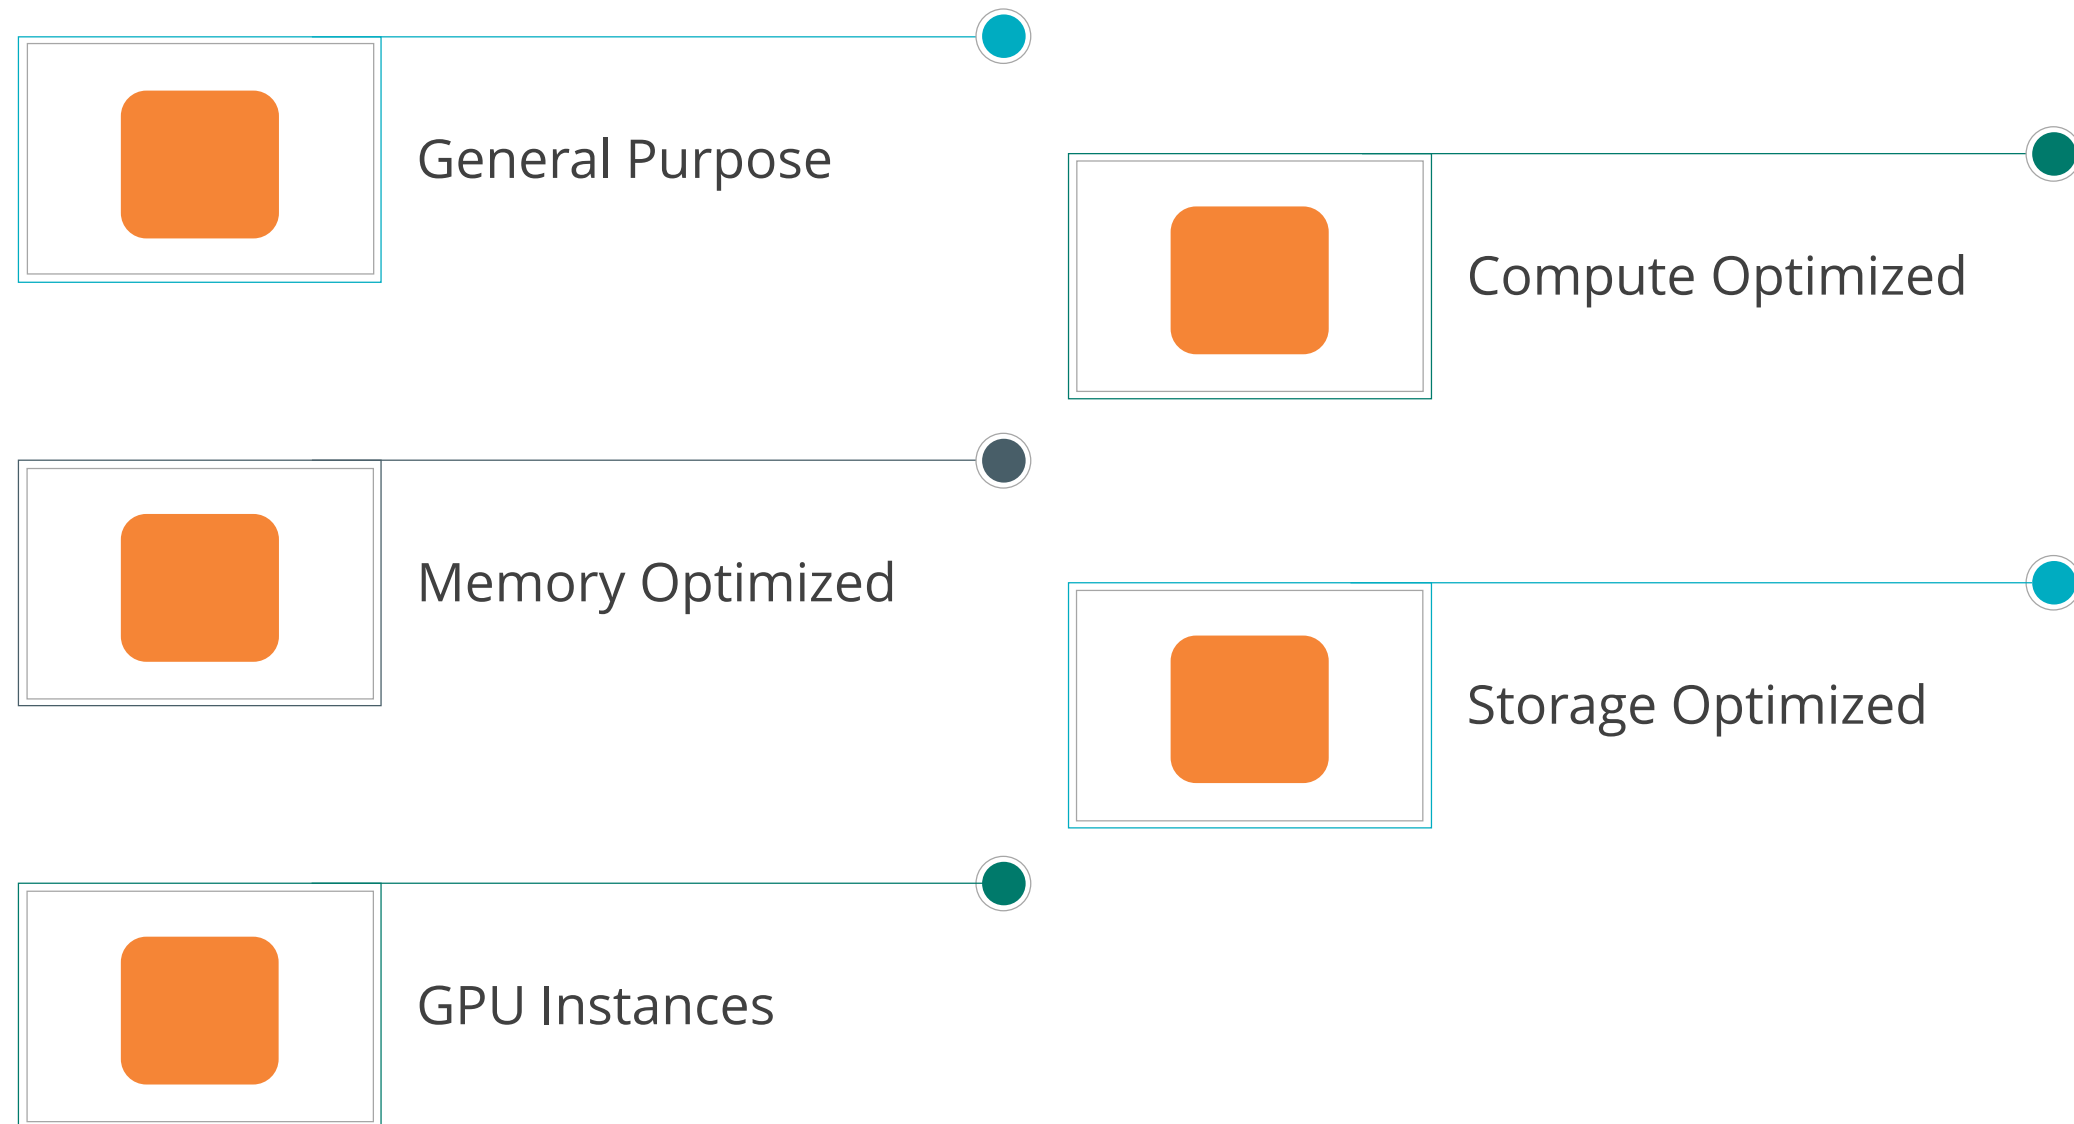 General Purpose
Compute Optimized
Memory Optimized
Storage Optimized
GPU Instances